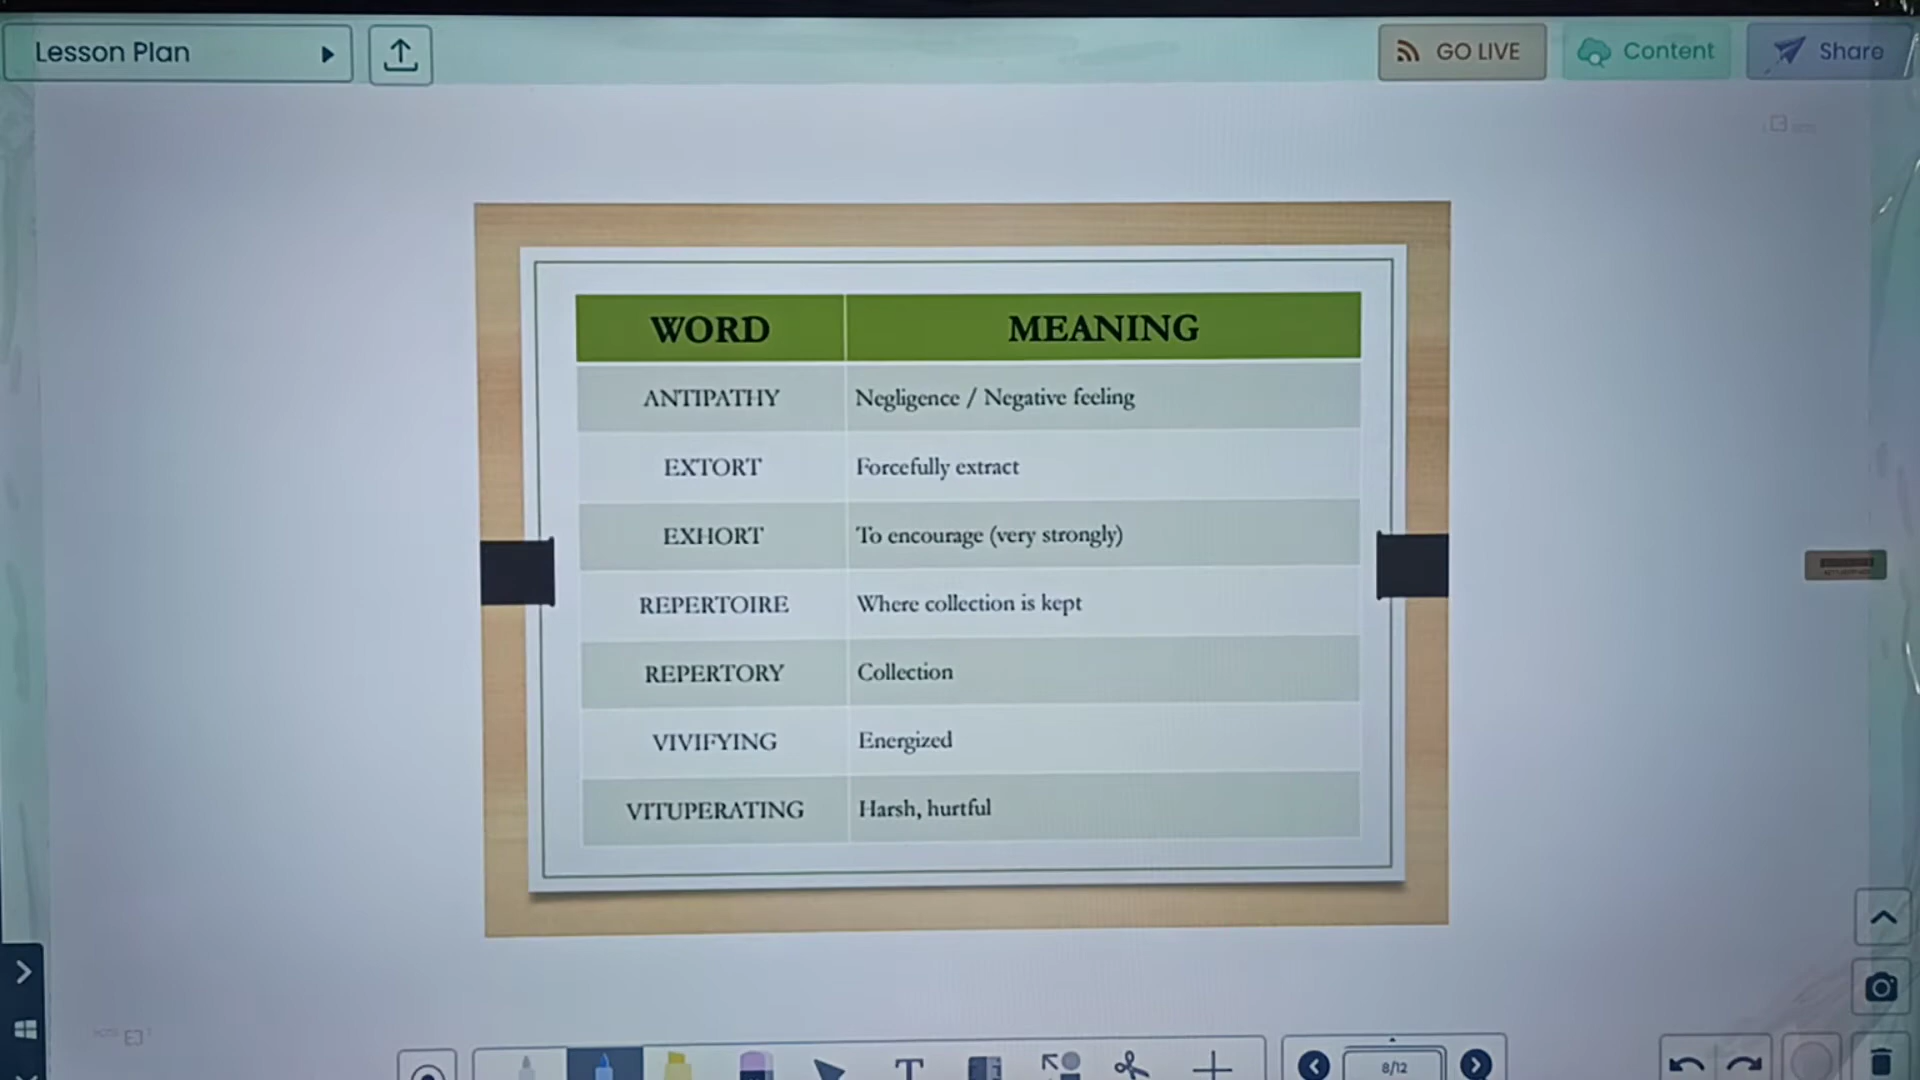 Lesson Plan
GO LIVE
Content
Share
WORD MEANING
ANTIPATHY Negligence / Negative feeling
EXTORT Forcefully extract
EXHORT To encourage (very strongly)
REPERTOIRE Where collection is kept
REPERTORY Collection
VIVIFYING Energized
VITUPERATING Harsh, hurtful
T
8/12